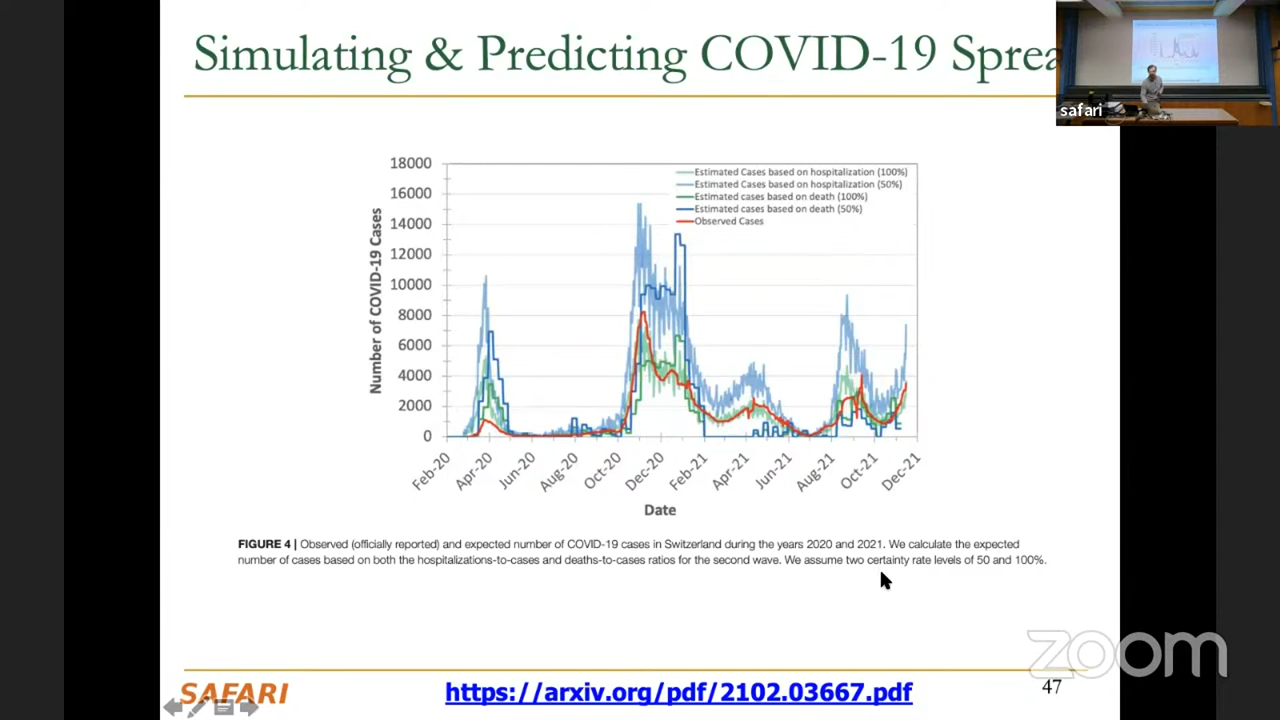 Simulating & Predicting COVID-19 Sprea
safari
18000
16000
14000
12000
10000
8000
6000
4000
2000
0
Number of COVID-19 Cases
Estimated Cases based on hospitalization (100%)
Estimated Cases based on hospitalization (50%)
Estimated cases based on death (100%)
Estimated cases based on death (50%)
Observed Cases
Feb-20
Apr-20
Jun-20
Aug-20
Oct-20
Dec-20
Feb-21
Apr-21
Jun-21
Aug-21
Oct-21
Dec-21
Date
FIGURE 4 | Observed (officially reported) and expected number of COVID-19 cases in Switzerland during the years 2020 and 2021. We calculate the expected
number of cases based on both the hospitalizations-to-cases and deaths-to-cases ratios for the second wave. We assume two certainty rate levels of 50 and 100%.
zoom
SAFARI
https://arxiv.org/pdf/2102.03667.pdf
47